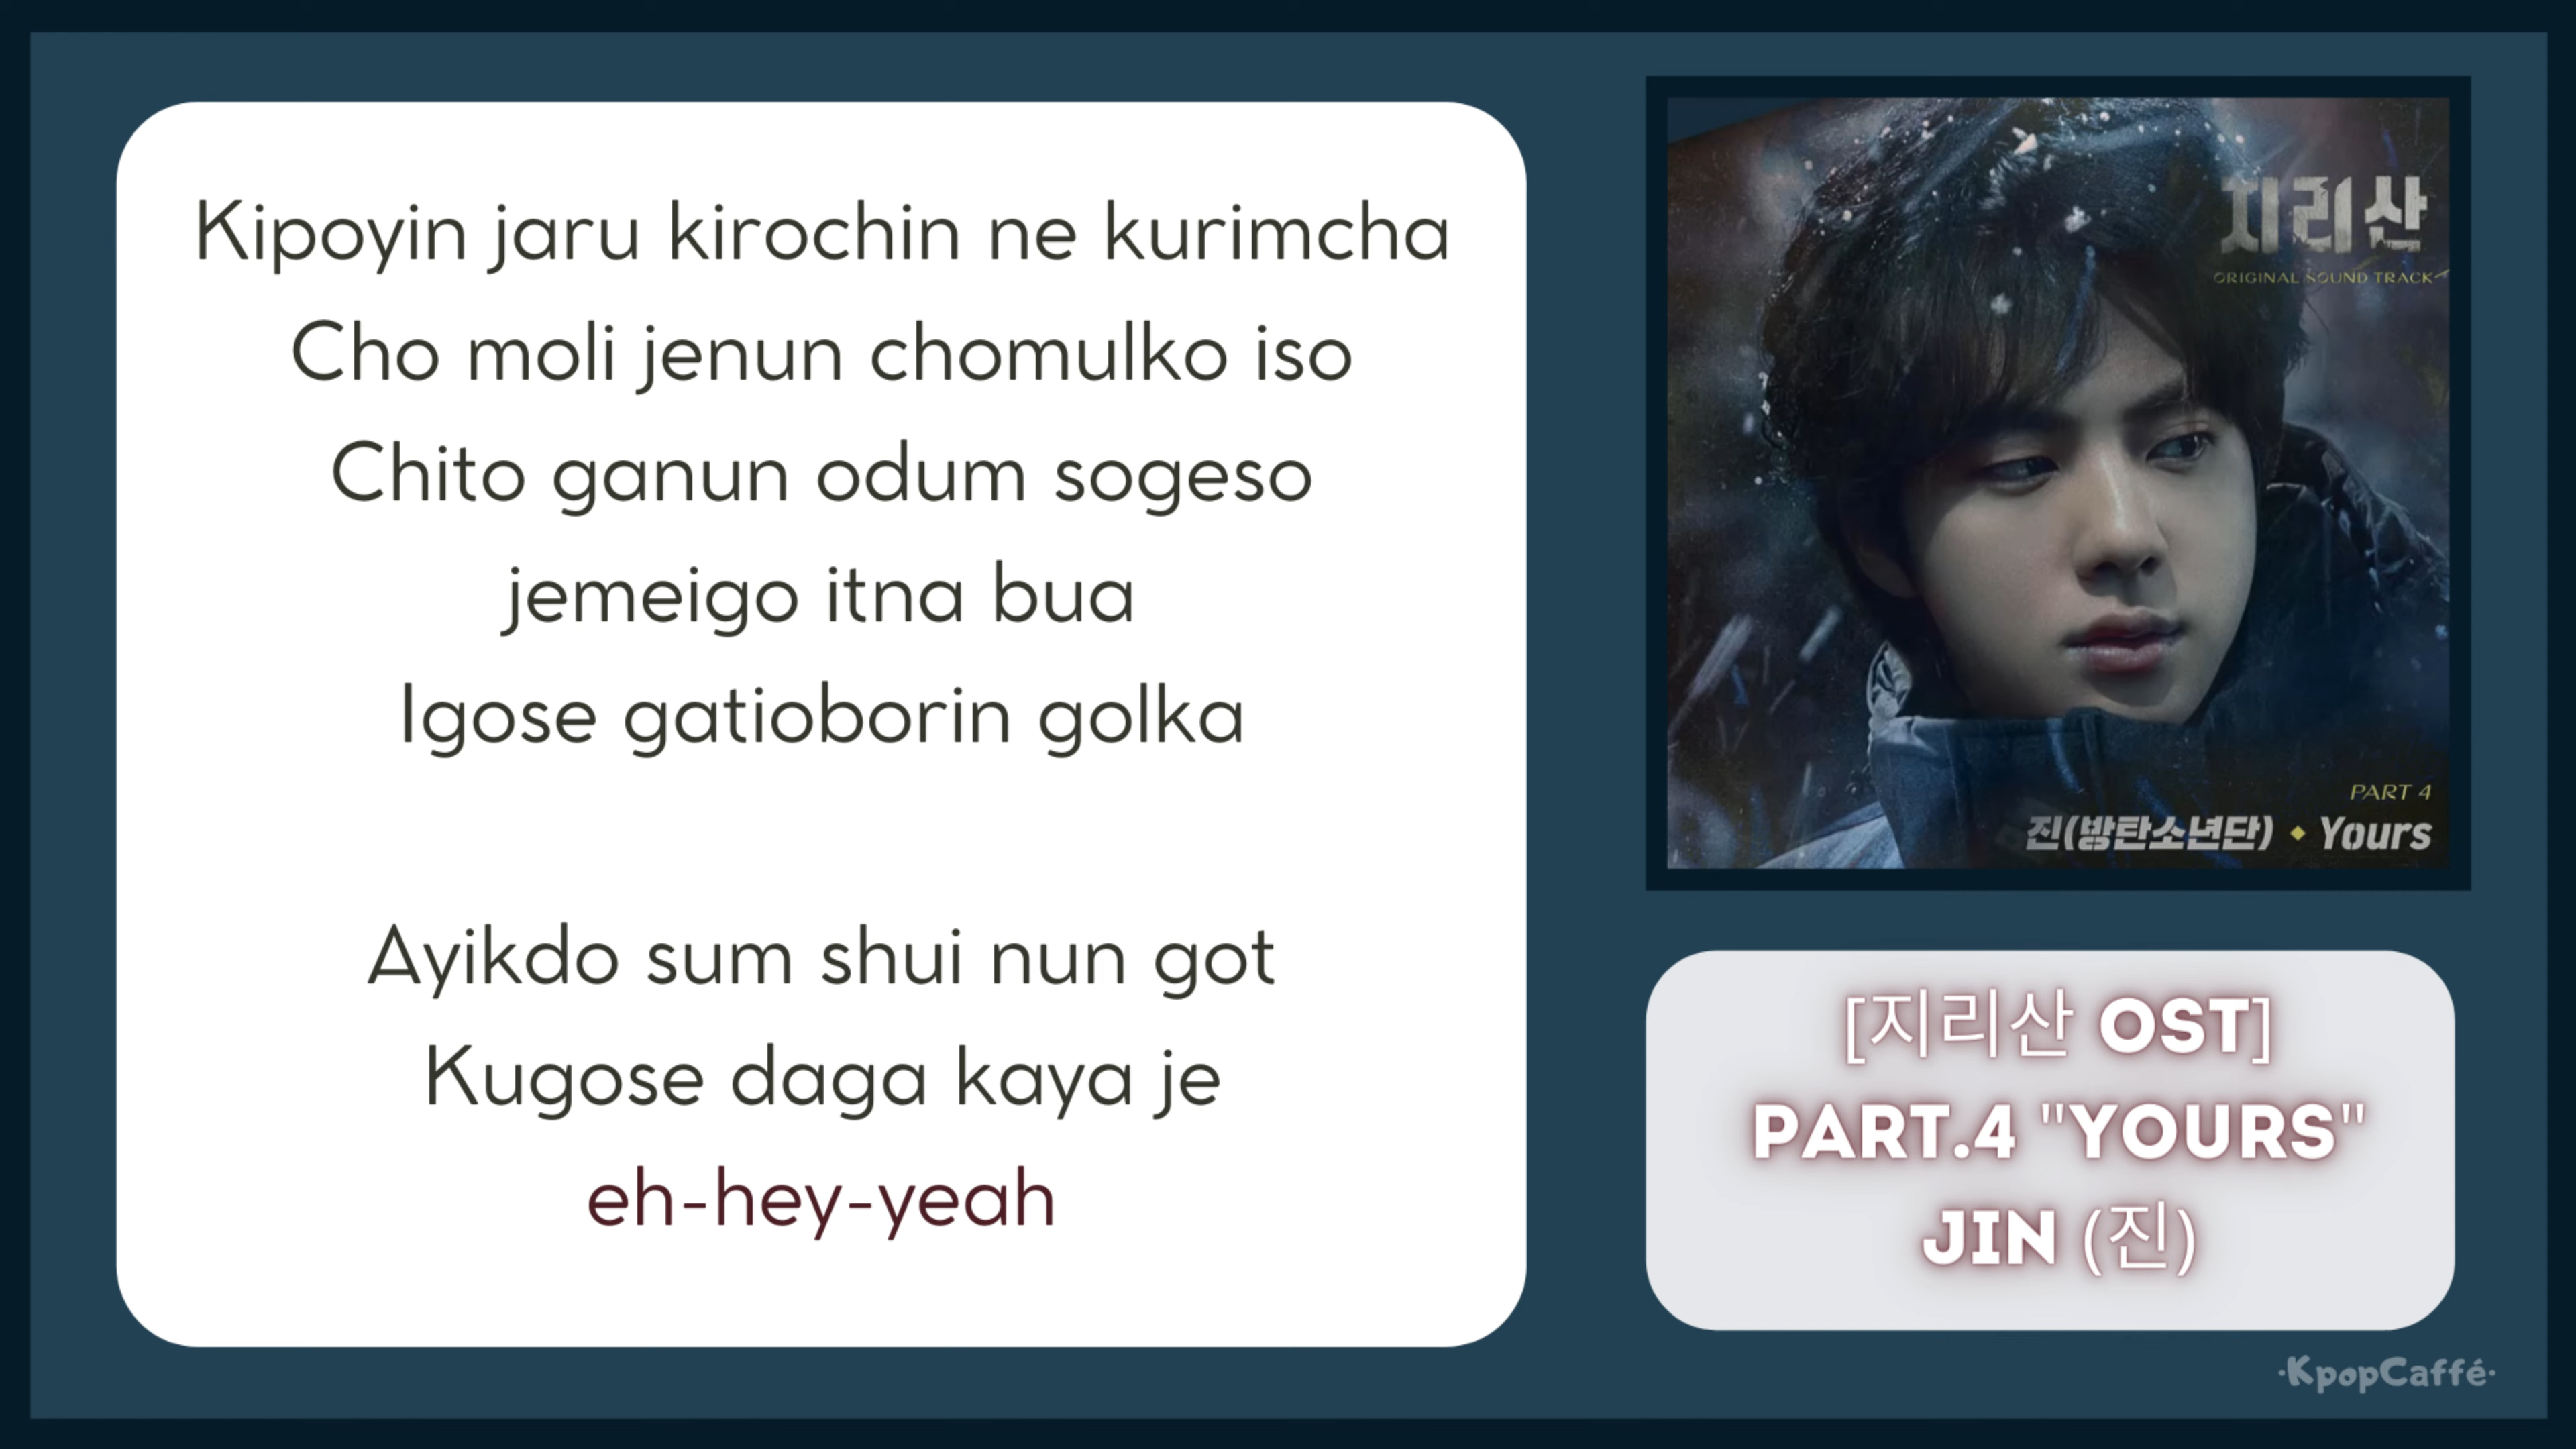 Kipoyin jaru kirochin ne kurimcha
Cho moli jenun chomulko iso
Chito ganun odum sogeso
jemeigo itna bua
Igose gatioborin golka
Ayikdo sum shui nun got
Kugose daga kaya je
eh-hey-yeah
지리산
ORIGINAL SOUND TRACK
PART 4
진(방탄소년단) ◆ Yours
[지리산 OST]
PART.4 "YOURS"
JIN (진)
·KpopCaffé·